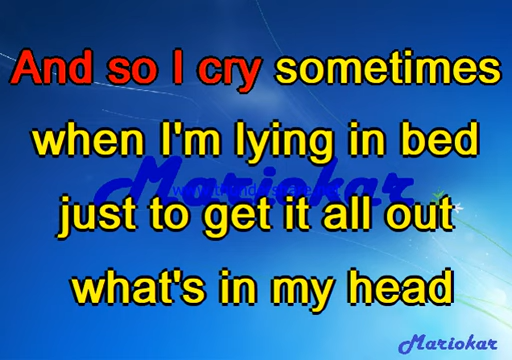 And so I cry sometimes
when I'm lying in bed
Mariokar
just to get it all out
what's in my head
Mariokar